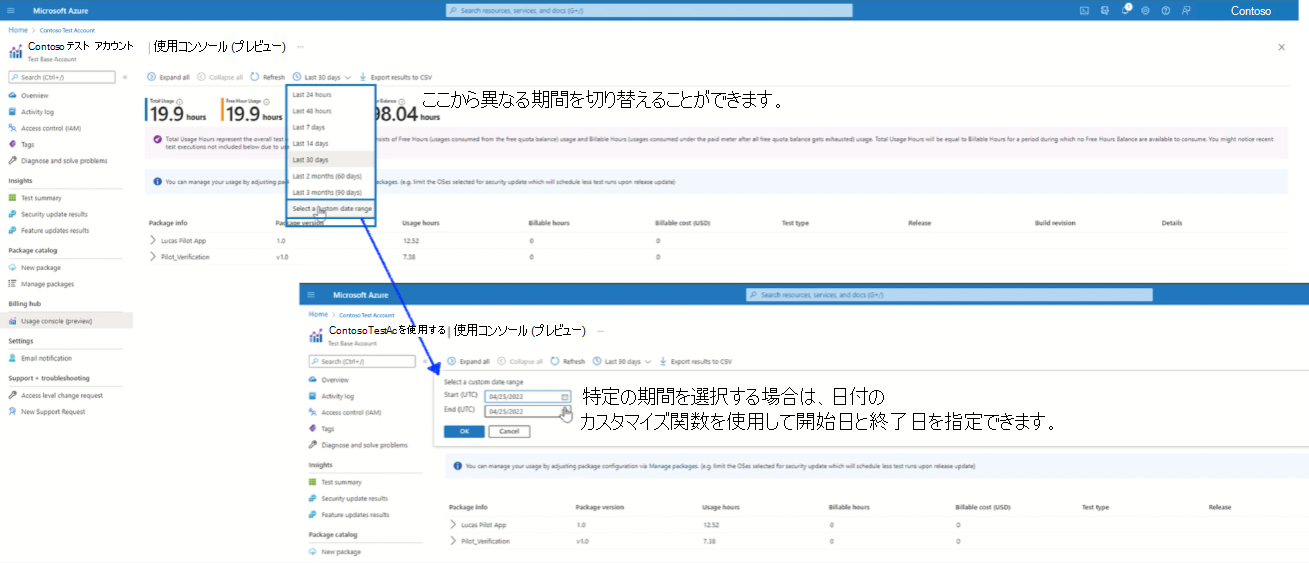 Microsoft Azure
Search resources, services, and docs (G+/)
Contoso
Home > Contoso Test Account
Contoso テスト アカウント | 使用コンソール (プレビュー) ...
Test Base Account
Search (Ctrl+/)
Expand all Collapse all Refresh Last 30 days Export results to CSV
Overview
Activity log
Access control (IAM)
Tags
Diagnose and solve problems
Insights
Test summary
Security update results
Feature updates results
Package catalog
New package
Manage packages
Billing hub
Usage console (preview)
Settings
Email notification
Support + troubleshooting
Access level change request
New Support Request
Total Usage
19.9 hours
Free Hour Usage
19.9 hours
Balance
98.04 hours
ここから異なる期間を切り替えることができます。
Last 24 hours
Last 48 hours
Last 7 days
Last 14 days
Last 30 days
Last 2 months (60 days)
Last 3 months (90 days)
Select a custom date range
Total Usage Hours represent the overall test sists of Free Hours (usages consumed from the free quota balance) usage and Billable Hours (usages consumed under the paid meter after all free quota balance gets exhausted) usage. Total Usage Hours will be equal to Billable Hours for a period during which no Free Hours Balance are available to consume. You might notice recent
test executions not included below due to
You can manage your usage by adjusting packages. (e.g. limit the OSes selected for security update which will schedule less test runs upon release update)
Package info Package version Usage hours Billable hours Billable cost (USD) Test type Release Build revision Details
Lucas Pilot App 1.0 12.52 0 0
Pilot_Verification v1.0 7.38 0 0
Microsoft Azure
Search resources, services, and docs (G+/)
Home > Contoso Test Account
ContosoTestAcを使用する | 使用コンソール (プレビュー) ...
Test Base Account
Search (Ctrl+/)
Expand all Collapse all Refresh Last 30 days Export results to CSV
Overview
Activity log
Access control (IAM)
Tags
Diagnose and solve problems
Insights
Test summary
Security update results
Feature updates results
Package catalog
New package
Select a custom date range
Start (UTC) 04/25/2022
End (UTC) 04/25/2022
OK Cancel
特定の期間を選択する場合は、日付の
カスタマイズ関数を使用して開始日と終了日を指定できます。
You can manage your usage by adjusting package configuration via Manage packages. (e.g. limit the OSes selected for security update which will schedule less test runs upon release update)
Package info Package version Usage hours Billable hours Billable cost (USD) Test type Release
Lucas Pilot App 1.0 12.52 0 0
Pilot_Verification v1.0 7.38 0 0